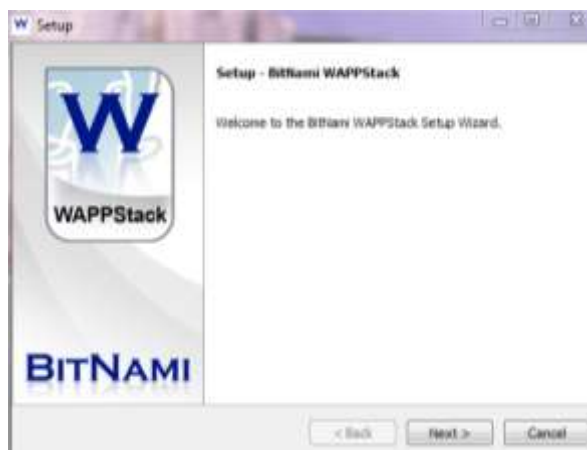 W Setup
W
WAPPStack
BITNAMI
Setup - BitNami WAPPStack
Welcome to the BitNami WAPPStack Setup Wizard.
< Back
Next >
Cancel